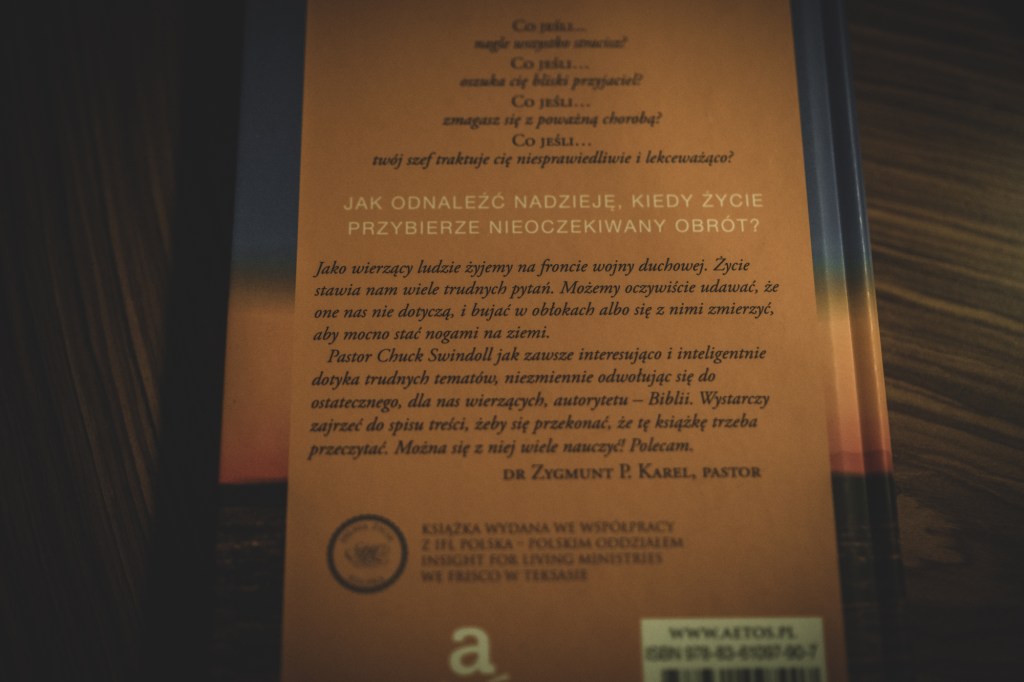 Co jeśli...
nagle wszystko stracisz?
Co jeśli...
oszuka cię bliski przyjaciel?
Co jeśli...
zmagasz się z poważną chorobą?
Co jeśli...
twój szef traktuje cię niesprawiedliwie i lekceważąco?
JAK ODNALEŹĆ NADZIEJĘ, KIEDY ŻYCIE
PRZYBIERZE NIEOCZEKIWANY OBRÓT?
Jako wierzący ludzie żyjemy na froncie wojny duchowej. Życie
stawia nam wiele trudnych pytań. Możemy oczywiście udawać, że
one nas nie dotyczą, i bujać w obłokach albo się z nimi zmierzyć,
aby mocno stać nogami na ziemi.
Pastor Chuck Swindoll jak zawsze interesująco i inteligentnie
dotyka trudnych tematów, niezmiennie odwołując się do
ostatecznego, dla nas wierzących, autorytetu – Biblii. Wystarczy
zajrzeć do spisu treści, żeby się przekonać, że tę książkę trzeba
przeczytać. Można się z niej wiele nauczyć! Polecam.
DR ZYGMUNT P. KAREL, PASTOR
KSIĄŻKA WYDANA WE WSPÓŁPRACY
Z IFL POLSKA – POLSKIM ODDZIAŁEM
INSIGHT FOR LIVING MINISTRIES
WE FRISCO W TEKSASIE
a
WWW.AETOS.PL
ISBN 978-83-61097-90-7